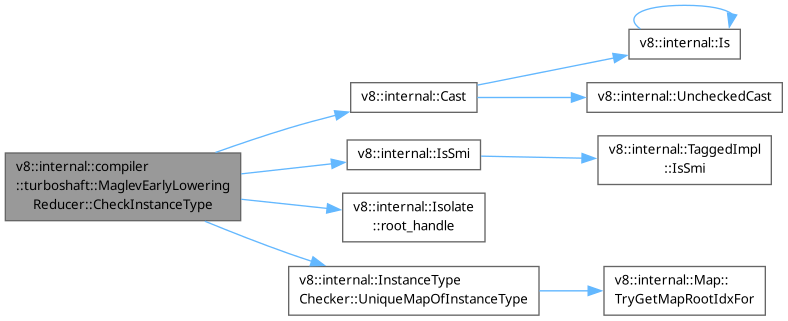 v8::internal::Is
v8::internal::Cast
v8::internal::UncheckedCast
v8::internal::compiler
::turboshaft::MaglevEarlyLowering
Reducer::CheckInstanceType
v8::internal::IsSmi
v8::internal::TaggedImpl
::IsSmi
v8::internal::Isolate
::root_handle
v8::internal::InstanceType
Checker::UniqueMapOfInstanceType
v8::internal::Map::
TryGetMapRootIdxFor